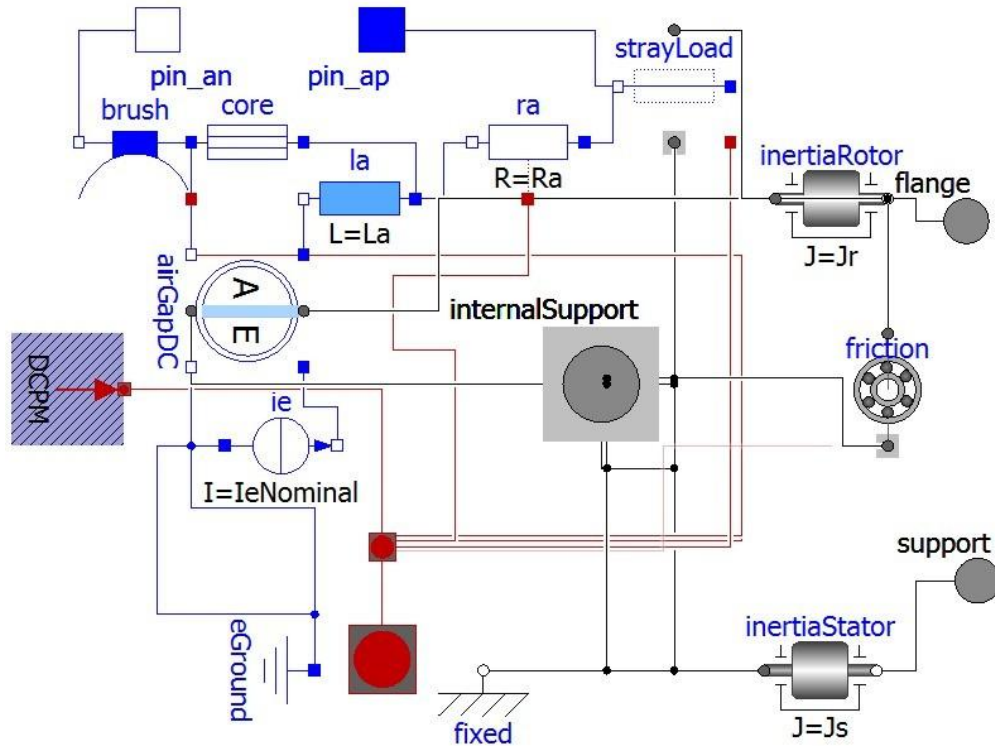 strayLoad
pin_an
pin_ap
brush
core
ra
la
R=Ra
inertiaRotor
flange
L=La
J=Jr
airGapDC
A
E
internalSupport
DCPM
friction
ie
I=IeNominal
support
eGround
inertiaStator
fixed
J=Js